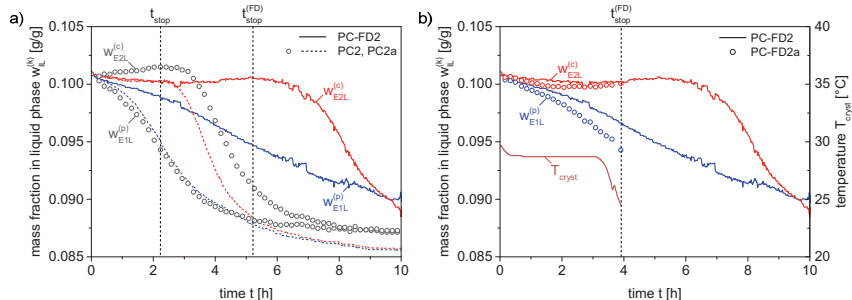 a)
t_stop
t_stop^(FD)
PC-FD2
PC2, PC2a
w_E2L^(c)
w_E1L^(p)
w_E2L^(c)
w_E1L^(p)
mass fraction in liquid phase w_iL^(k) [g/g]
0.105
0.100
0.095
0.090
0.085
0 2 4 6 8 10
time t [h]
b)
t_stop^(FD)
PC-FD2
PC-FD2a
w_E2L^(c)
w_E1L^(p)
w_E1L^(p)
T_cryst
mass fraction in liquid phase w_iL^(k) [g/g]
0.105
0.100
0.095
0.090
0.085
temperature T_cryst [°C]
40
35
30
25
20
0 2 4 6 8 10
time t [h]